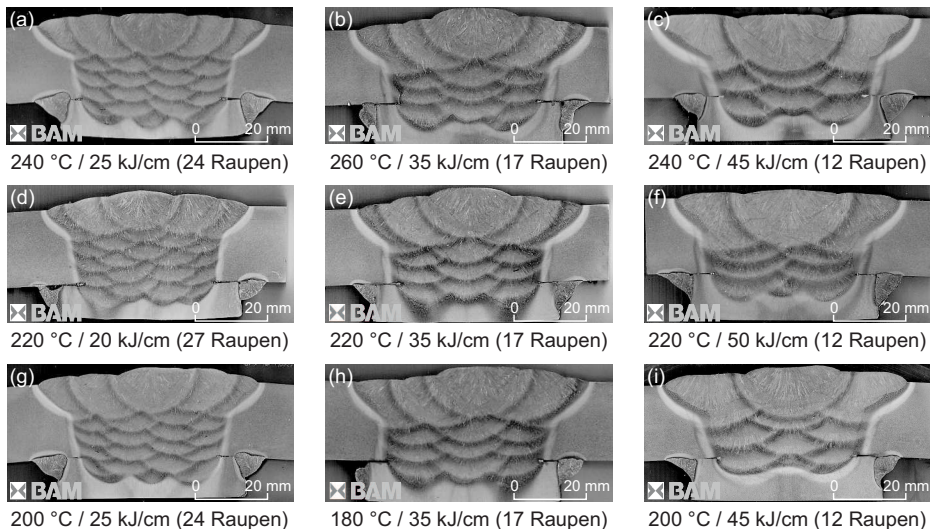 (a)
BAM
0 20 mm
240 °C / 25 kJ/cm (24 Raupen)
(b)
BAM
0 20 mm
260 °C / 35 kJ/cm (17 Raupen)
(c)
BAM
0 20 mm
240 °C / 45 kJ/cm (12 Raupen)
(d)
BAM
0 20 mm
220 °C / 20 kJ/cm (27 Raupen)
(e)
BAM
0 20 mm
220 °C / 35 kJ/cm (17 Raupen)
(f)
BAM
0 20 mm
220 °C / 50 kJ/cm (12 Raupen)
(g)
BAM
0 20 mm
200 °C / 25 kJ/cm (24 Raupen)
(h)
BAM
0 20 mm
180 °C / 35 kJ/cm (17 Raupen)
(i)
BAM
0 20 mm
200 °C / 45 kJ/cm (12 Raupen)